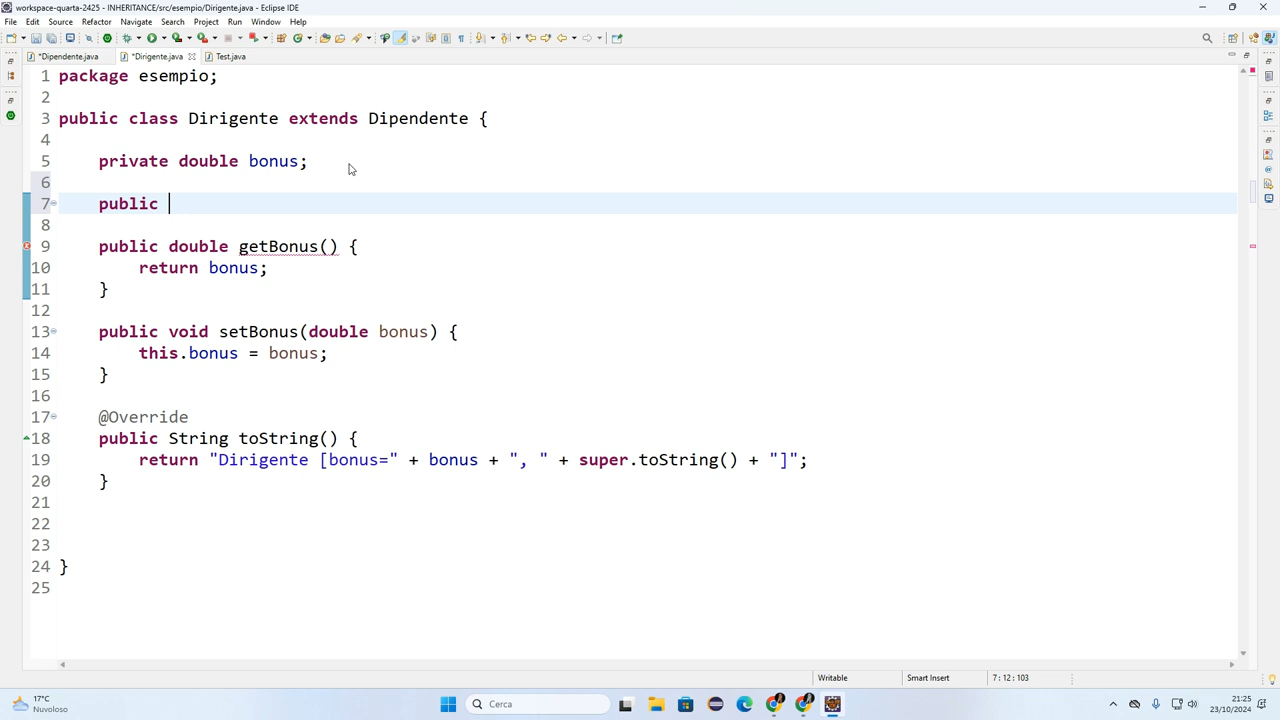 workspace-quarta-2425 - INHERITANCE/src/esempio/Dirigente.java - Eclipse IDE
File Edit Source Refactor Navigate Search Project Run Window Help
*Dipendente.java *Dirigente.java Test.java
1 package esempio;
2
3 public class Dirigente extends Dipendente {
4
5 private double bonus;
6
7 public
8
9 public double getBonus() {
10 return bonus;
11 }
12
13 public void setBonus(double bonus) {
14 this.bonus = bonus;
15 }
16
17 @Override
18 public String toString() {
19 return "Dirigente [bonus=" + bonus + ", " + super.toString() + "]";
20 }
21
22
23
24 }
25
Writable Smart Insert 7 : 12 : 103
17°C
Nuvoloso
Cerca
21:25
23/10/2024